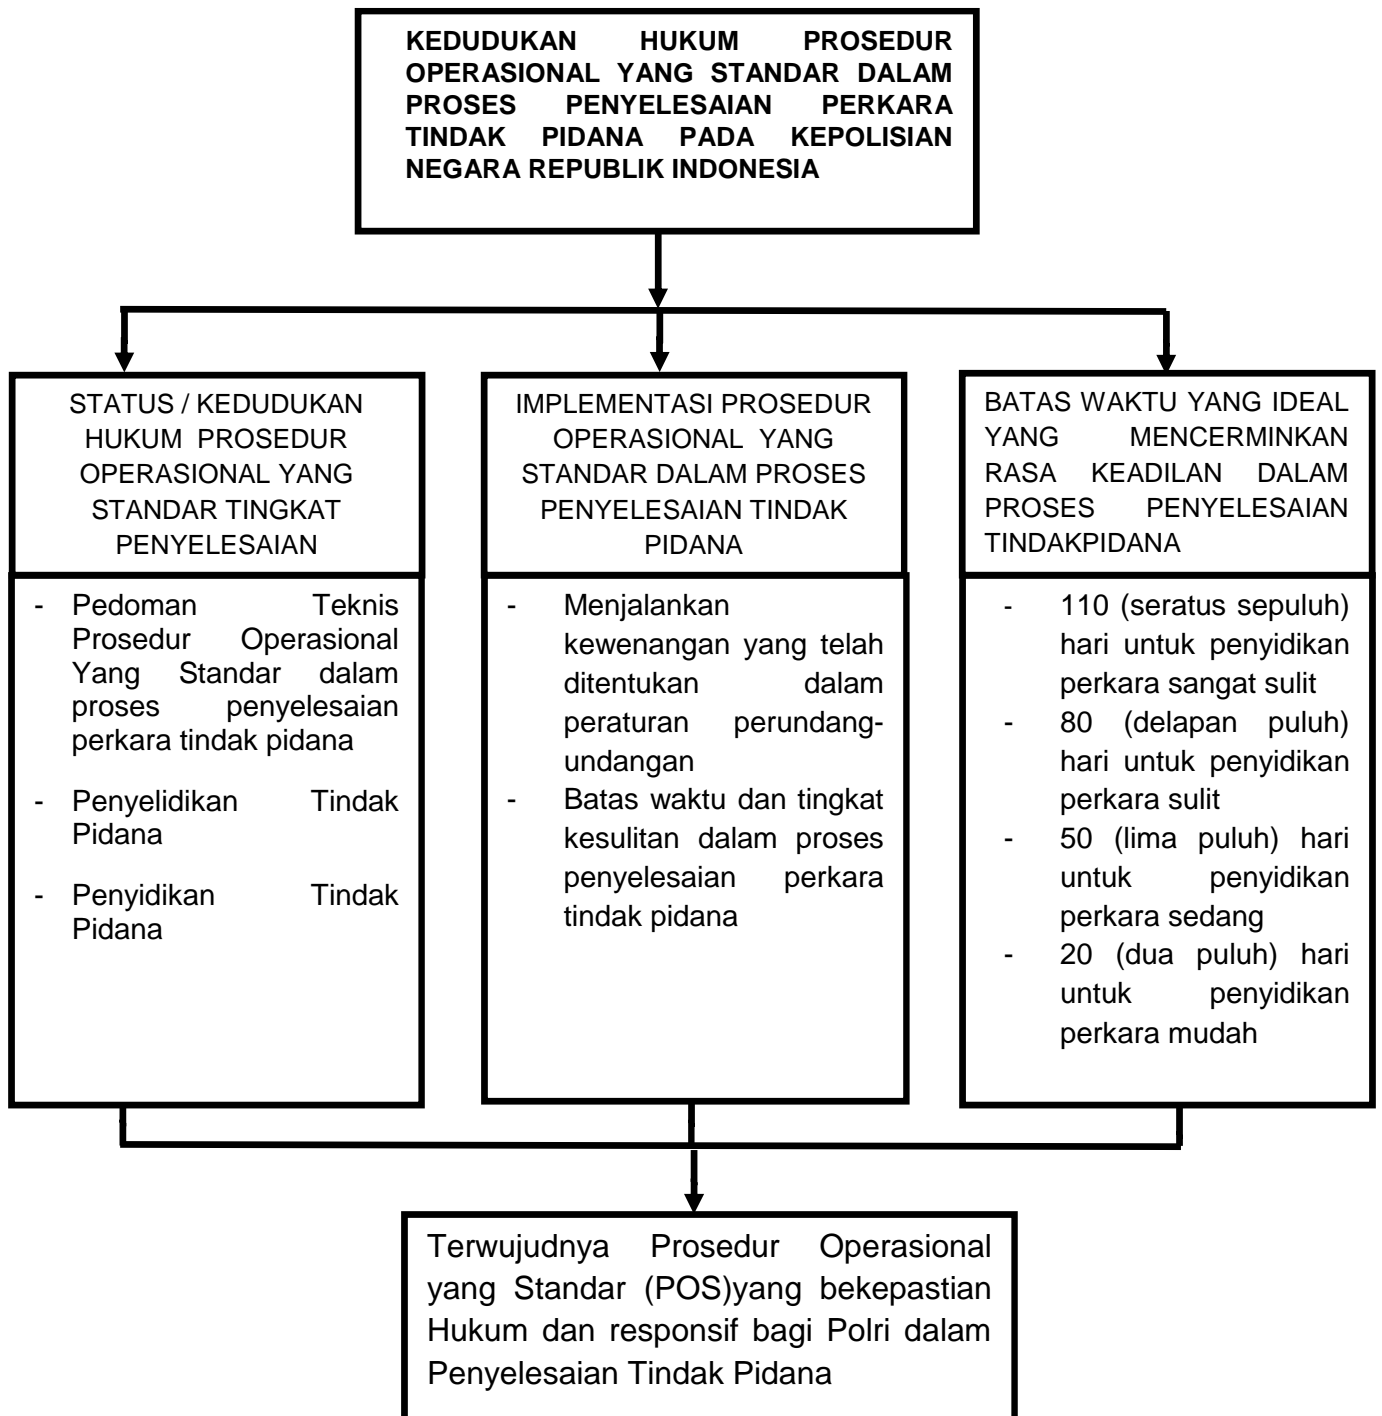 KEDUDUKAN HUKUM PROSEDUR
OPERASIONAL YANG STANDAR DALAM
PROSES PENYELESAIAN PERKARA
TINDAK PIDANA PADA KEPOLISIAN
NEGARA REPUBLIK INDONESIA
STATUS / KEDUDUKAN
HUKUM PROSEDUR
OPERASIONAL YANG
STANDAR TINGKAT
PENYELESAIAN
- Pedoman Teknis
Prosedur Operasional
Yang Standar dalam
proses penyelesaian
perkara tindak pidana
- Penyelidikan Tindak
Pidana
- Penyidikan Tindak
Pidana
IMPLEMENTASI PROSEDUR
OPERASIONAL YANG
STANDAR DALAM PROSES
PENYELESAIAN TINDAK
PIDANA
- Menjalankan
kewenangan yang telah
ditentukan dalam
peraturan perundang-
undangan
- Batas waktu dan tingkat
kesulitan dalam proses
penyelesaian perkara
tindak pidana
BATAS WAKTU YANG IDEAL
YANG MENCERMINKAN
RASA KEADILAN DALAM
PROSES PENYELESAIAN
TINDAKPIDANA
- 110 (seratus sepuluh)
hari untuk penyidikan
perkara sangat sulit
- 80 (delapan puluh)
hari untuk penyidikan
perkara sulit
- 50 (lima puluh) hari
untuk penyidikan
perkara sedang
- 20 (dua puluh) hari
untuk penyidikan
perkara mudah
Terwujudnya Prosedur Operasional
yang Standar (POS)yang bekepastian
Hukum dan responsif bagi Polri dalam
Penyelesaian Tindak Pidana